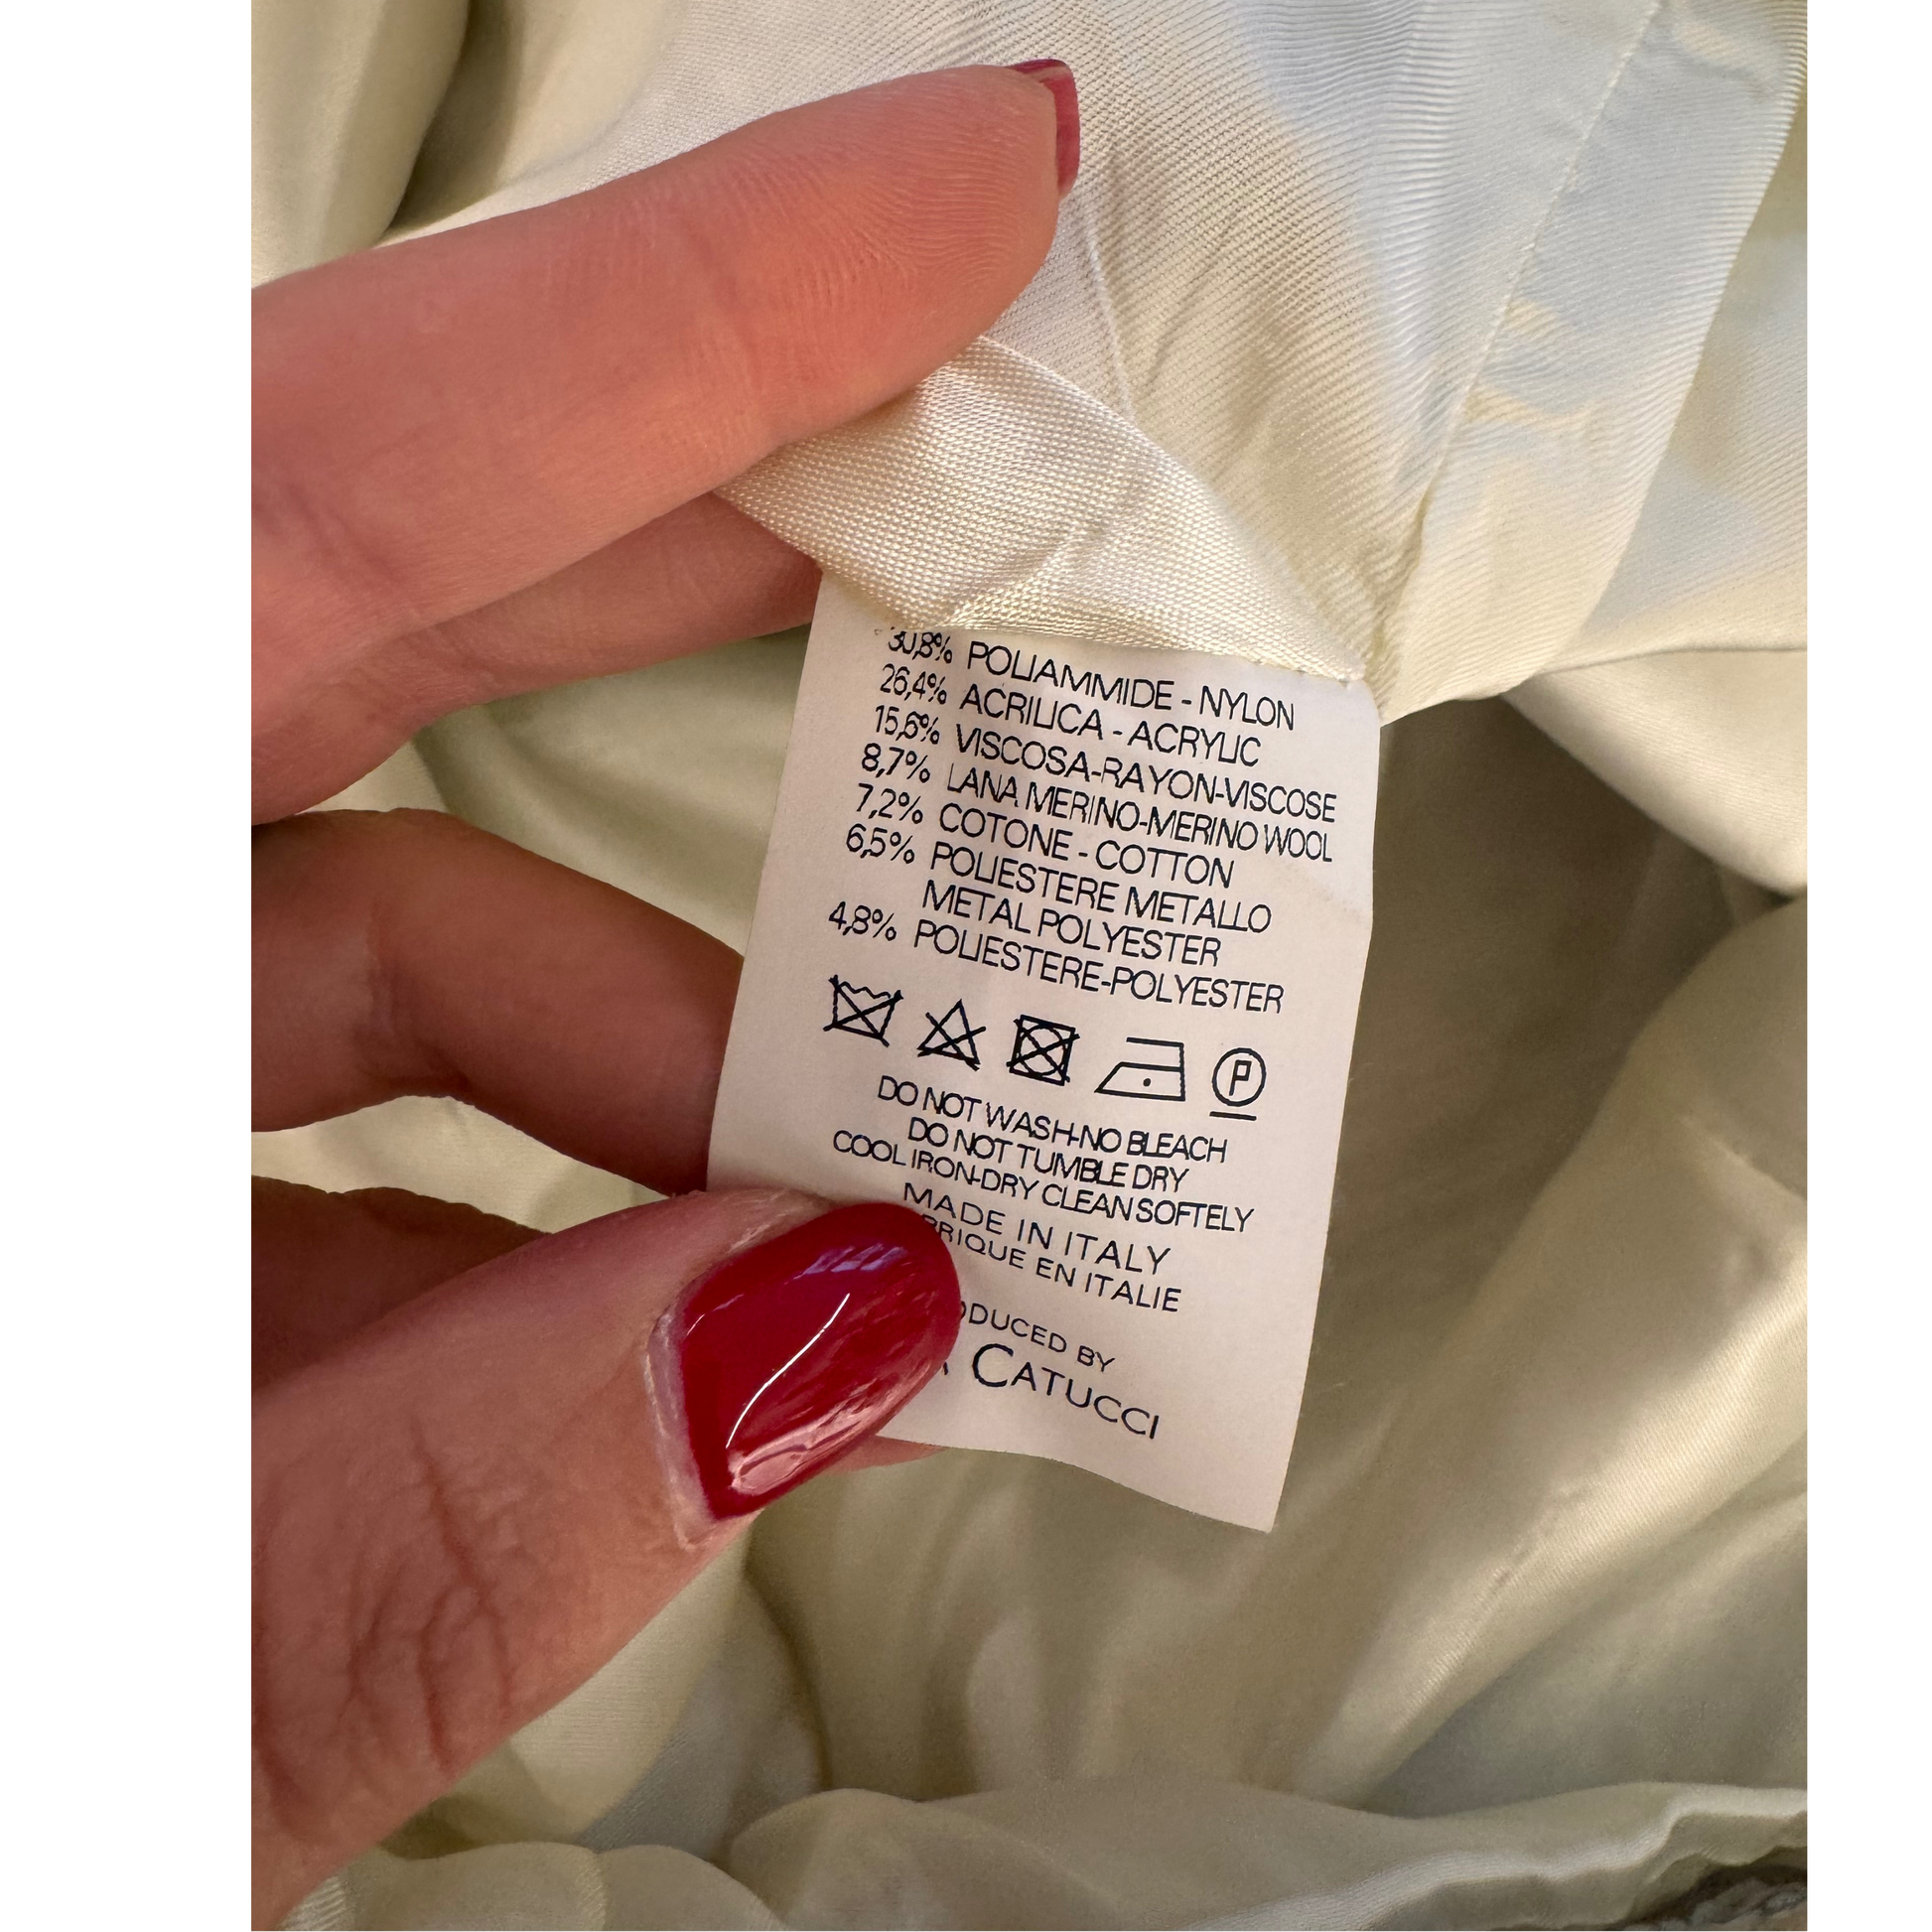 30,8% POLIAMMIDE - NYLON
26,4% ACRILICA - ACRYLIC
15,6% VISCOSA-RAYON-VISCOSE
8,7% LANA MERINO-MERINO WOOL
7,2% COTONE - COTTON
6,5% POLIESTERE METALLO
METAL POLYESTER
4,8% POLIESTERE-POLYESTER
P
DO NOT WASH-NO BLEACH
DO NOT TUMBLE DRY
COOL IRON-DRY CLEAN SOFTELY
MADE IN ITALY
EN ITALIE
BY
CATUCCI